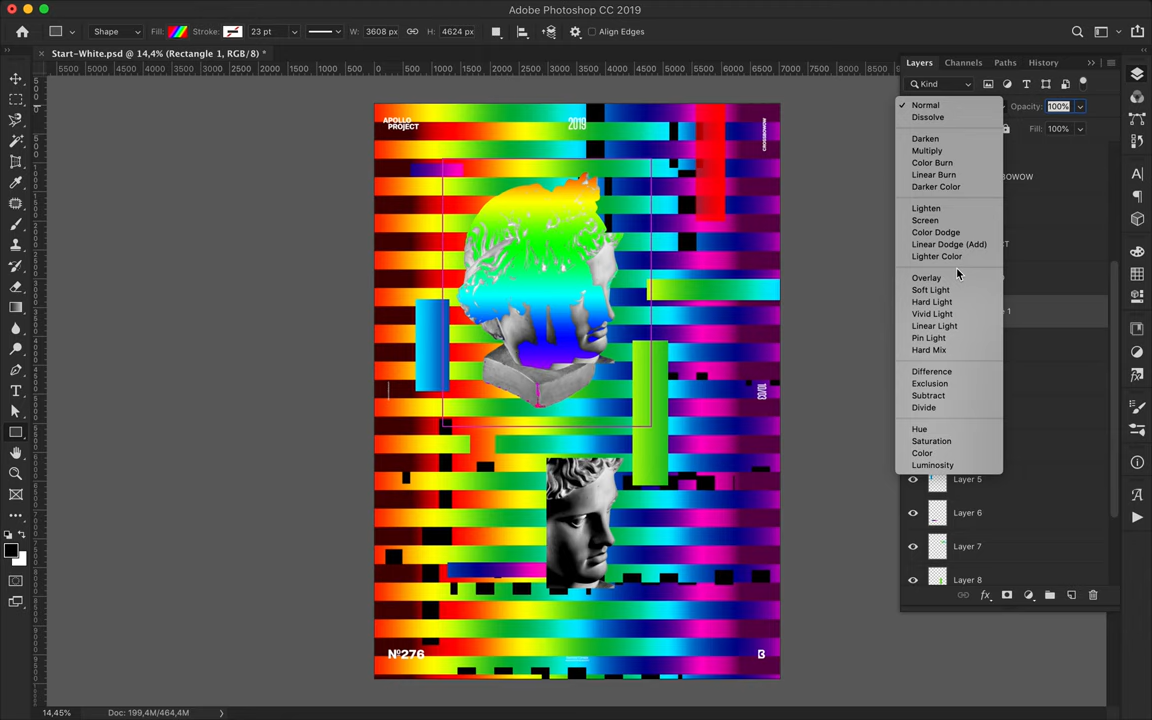 Adobe Photoshop CC 2019
Shape
Fill:
Stroke:
23 pt
W: 3608 px
H: 4624 px
Align Edges
Start-White.psd @ 14,4% (Rectangle 1, RGB/8) *
Layers
Channels
Paths
History
Kind
Opacity: 100%
Fill: 100%
Normal
Dissolve
Darken
Multiply
Color Burn
Linear Burn
Darker Color
Lighten
Screen
Color Dodge
Linear Dodge (Add)
Lighter Color
Overlay
Soft Light
Hard Light
Vivid Light
Linear Light
Pin Light
Hard Mix
Difference
Exclusion
Subtract
Divide
Hue
Saturation
Color
Luminosity
Layer 5
Layer 6
Layer 7
Layer 8
APOLLO
PROJECT
2019
10/03
Nº276
14,45%
Doc: 199,4M/464,4M